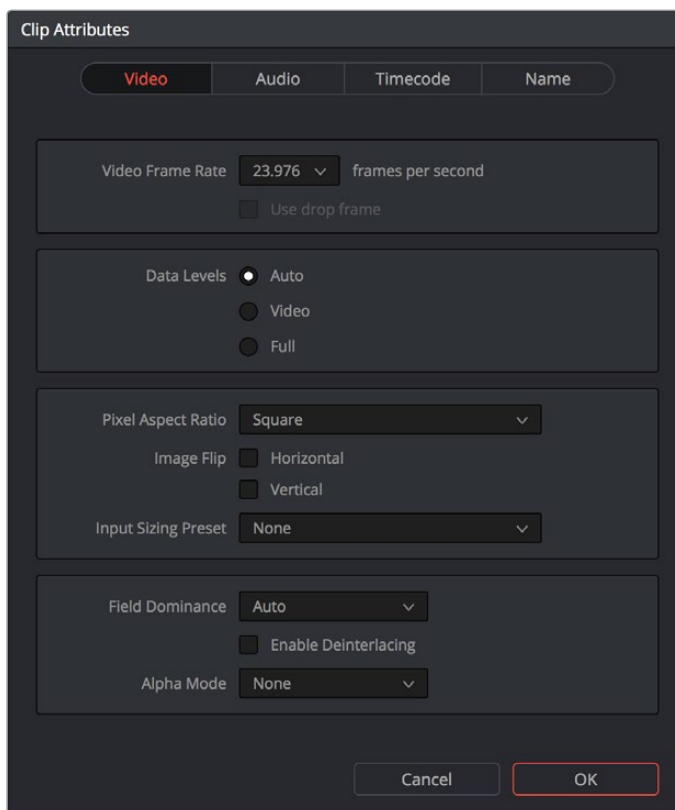 Clip Attributes
Video Audio Timecode Name
Video Frame Rate 23.976 frames per second
Use drop frame
Data Levels Auto
Video
Full
Pixel Aspect Ratio Square
Image Flip Horizontal
Vertical
Input Sizing Preset None
Field Dominance Auto
Enable Deinterlacing
Alpha Mode None
Cancel OK